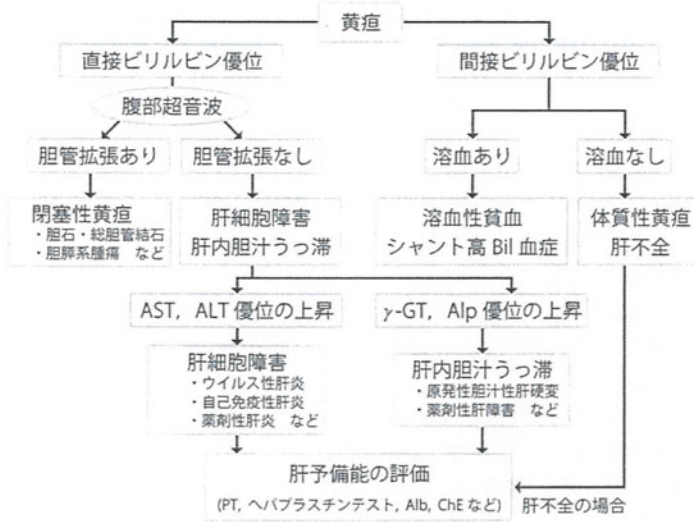 黄疸
直接ビリルビン優位
間接ビリルビン優位
腹部超音波
胆管拡張あり
胆管拡張なし
溶血あり
溶血なし
閉塞性黄疸
・胆石・総胆管結石
・胆膵系腫瘍 など
肝細胞障害
肝内胆汁うっ滞
溶血性貧血
シャント高 Bil 血症
体質性黄疸
肝不全
AST, ALT 優位の上昇
γ-GT, Alp 優位の上昇
肝細胞障害
・ウイルス性肝炎
・自己免疫性肝炎
・薬剤性肝炎 など
肝内胆汁うっ滞
・原発性胆汁性肝硬変
・薬剤性肝障害 など
肝予備能の評価
(PT, ヘパプラスチンテスト, Alb, ChE など)
肝不全の場合